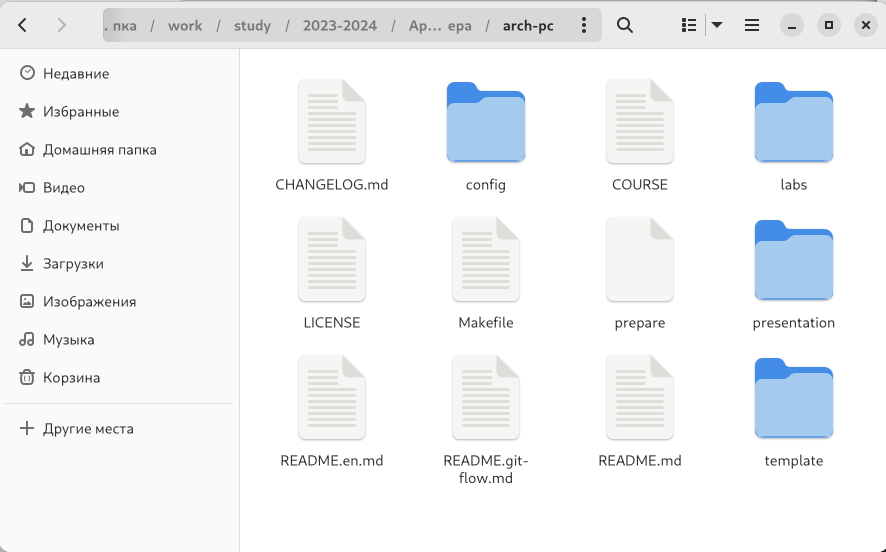 . пка / work / study / 2023-2024 / Ар... ера / arch-pc
Недавние
Избранные
Домашняя папка
Видео
Документы
Загрузки
Изображения
Музыка
Корзина
Другие места
CHANGELOG.md
config
COURSE
labs
LICENSE
Makefile
prepare
presentation
README.en.md
README.git-
flow.md
README.md
template